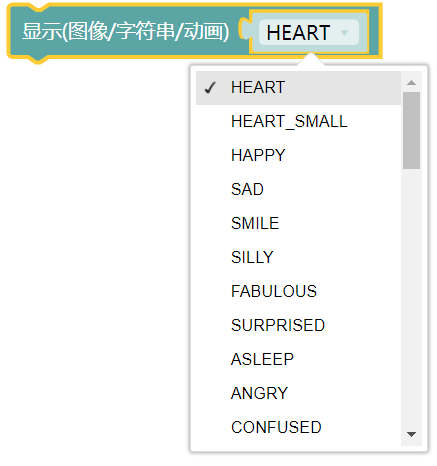 显示(图像/字符串/动画) HEART
HEART
HEART_SMALL
HAPPY
SAD
SMILE
SILLY
FABULOUS
SURPRISED
ASLEEP
ANGRY
CONFUSED